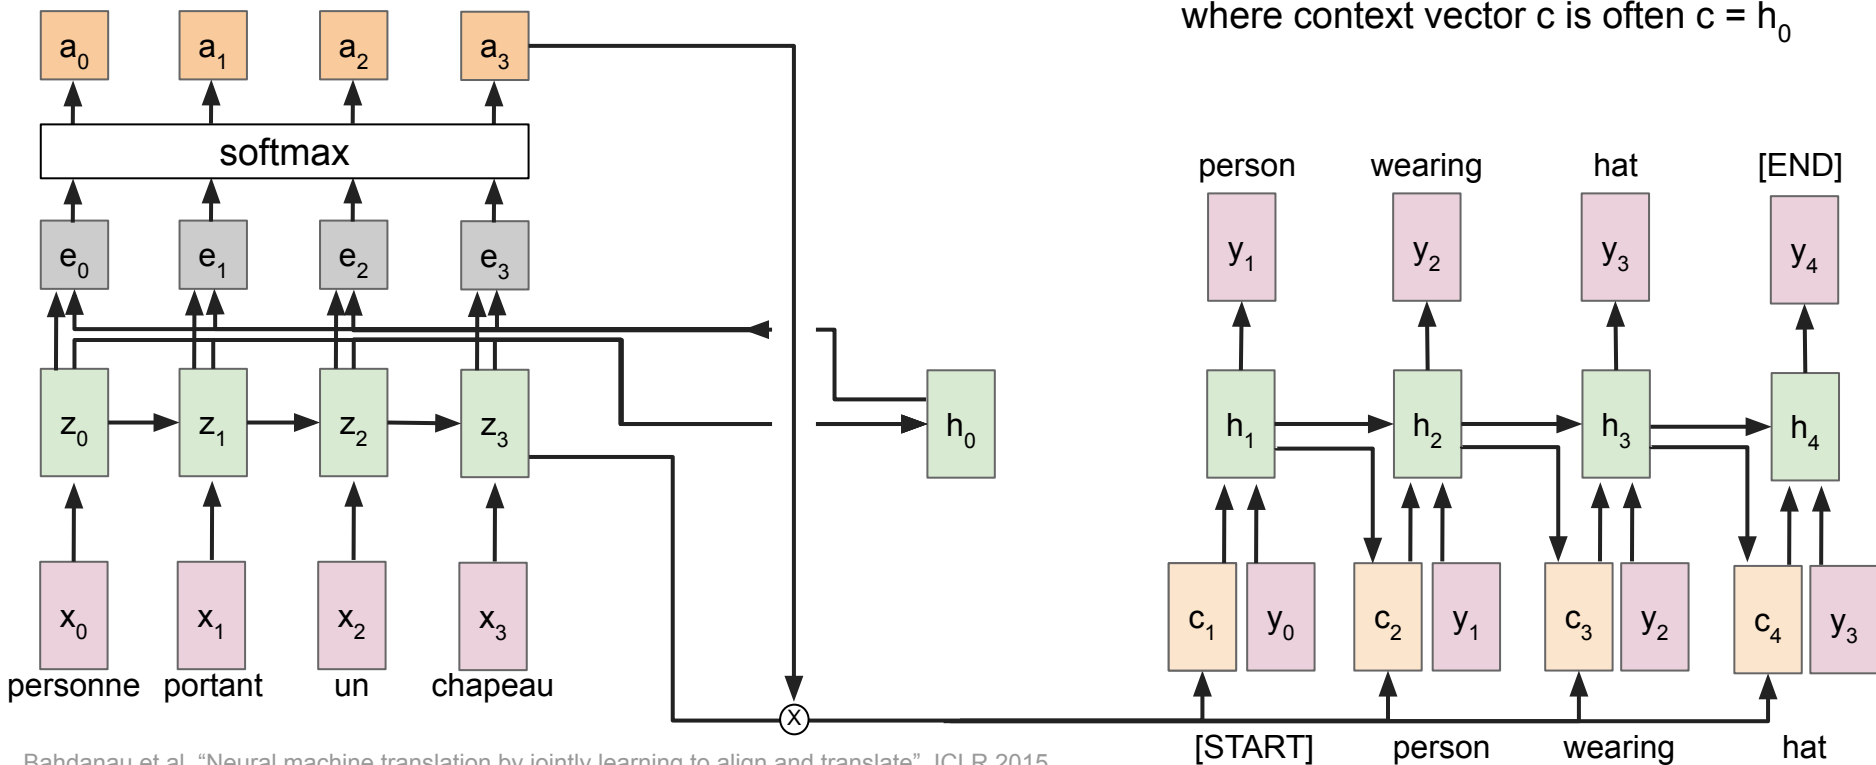 where context vector c is often c = h₀
a₀ a₁ a₂ a₃
softmax
person wearing hat [END]
e₀ e₁ e₂ e₃
y₁ y₂ y₃ y₄
z₀ z₁ z₂ z₃ h₀ h₁ h₂ h₃ h₄
x₀ x₁ x₂ x₃ c₁ y₀ c₂ y₁ c₃ y₂ c₄ y₃
personne portant un chapeau
X
[START] person wearing hat
Bahdanau et al, “Neural machine translation by jointly learning to align and translate”, ICLR 2015